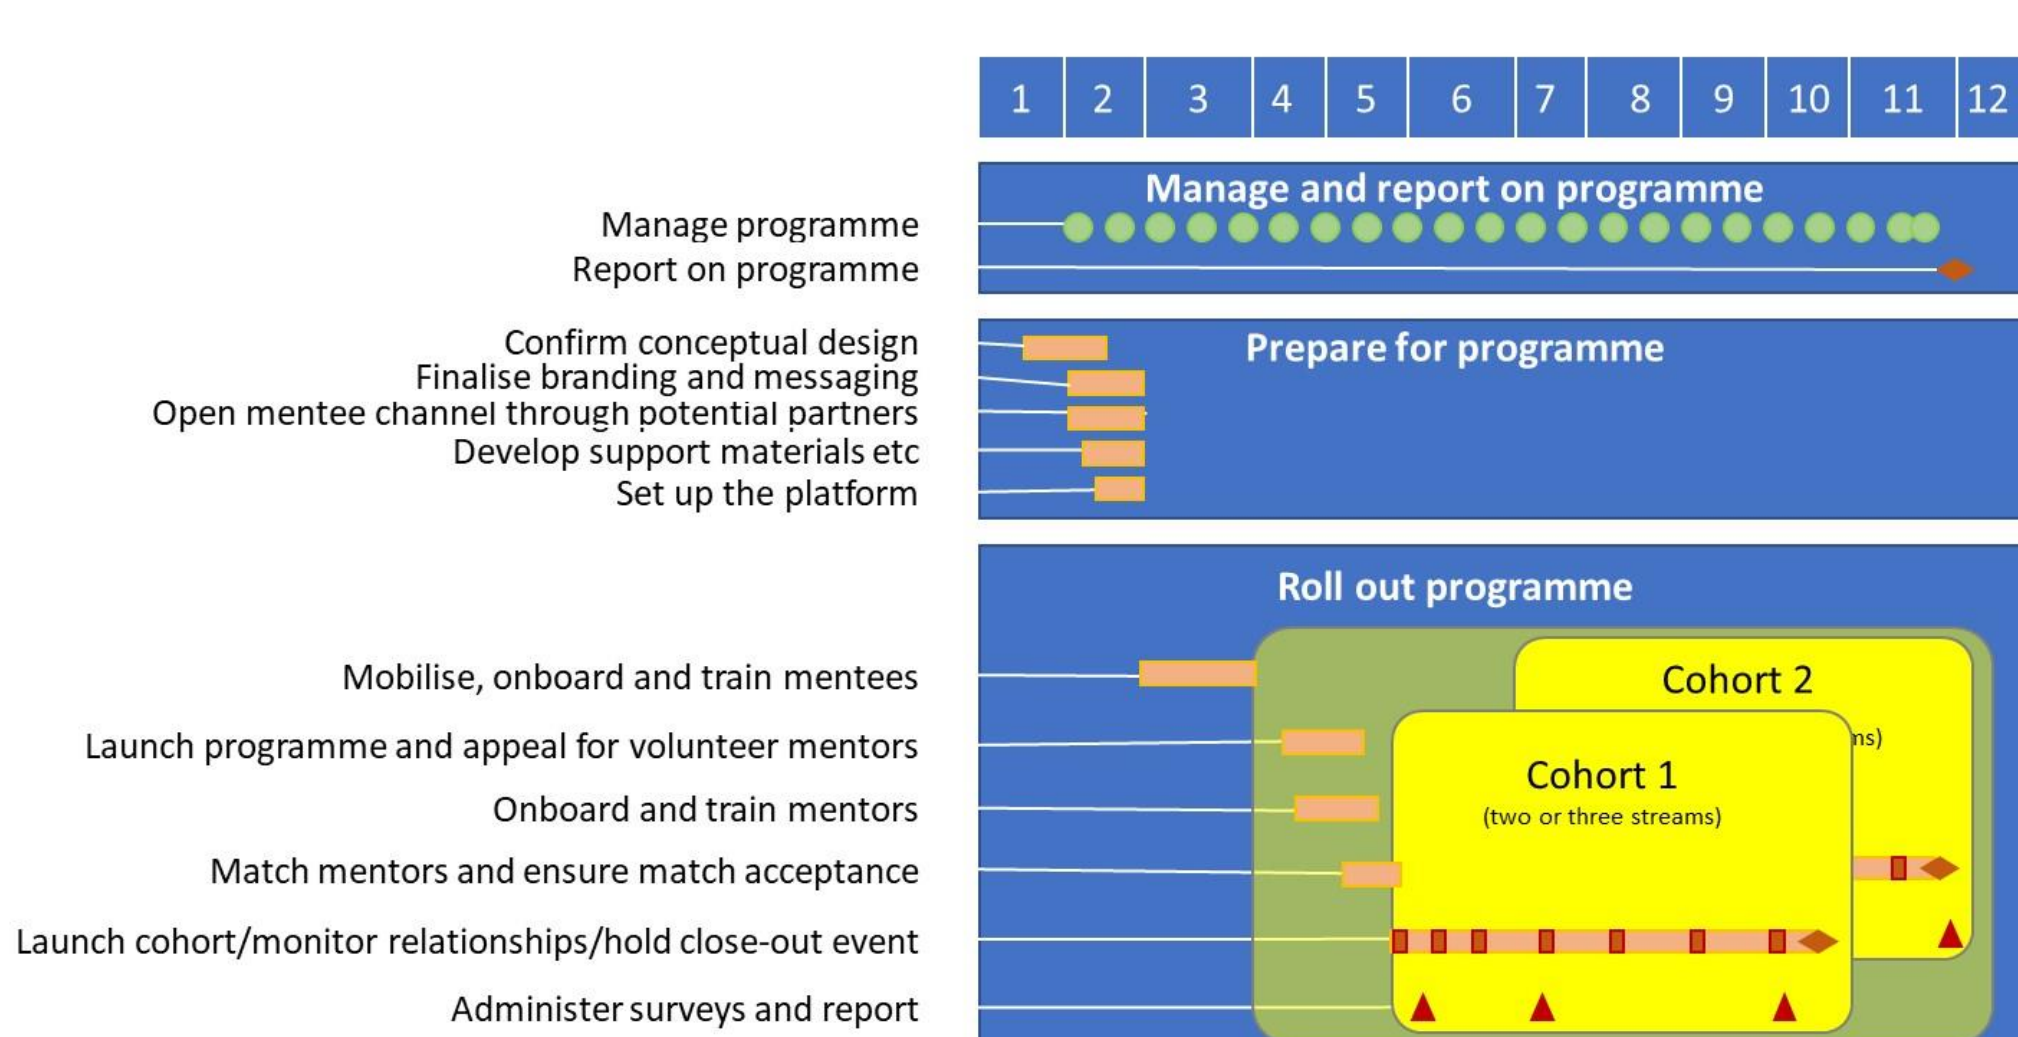 1 2 3 4 5 6 7 8 9 10 11 12
Manage and report on programme
Manage programme
Report on programme
Prepare for programme
Confirm conceptual design
Finalise branding and messaging
Open mentee channel through potential partners
Develop support materials etc
Set up the platform
Roll out programme
Mobilise, onboard and train mentees
Cohort 2
Launch programme and appeal for volunteer mentors
Cohort 1
(two or three streams)
Onboard and train mentors
Match mentors and ensure match acceptance
Launch cohort/monitor relationships/hold close-out event
Administer surveys and report